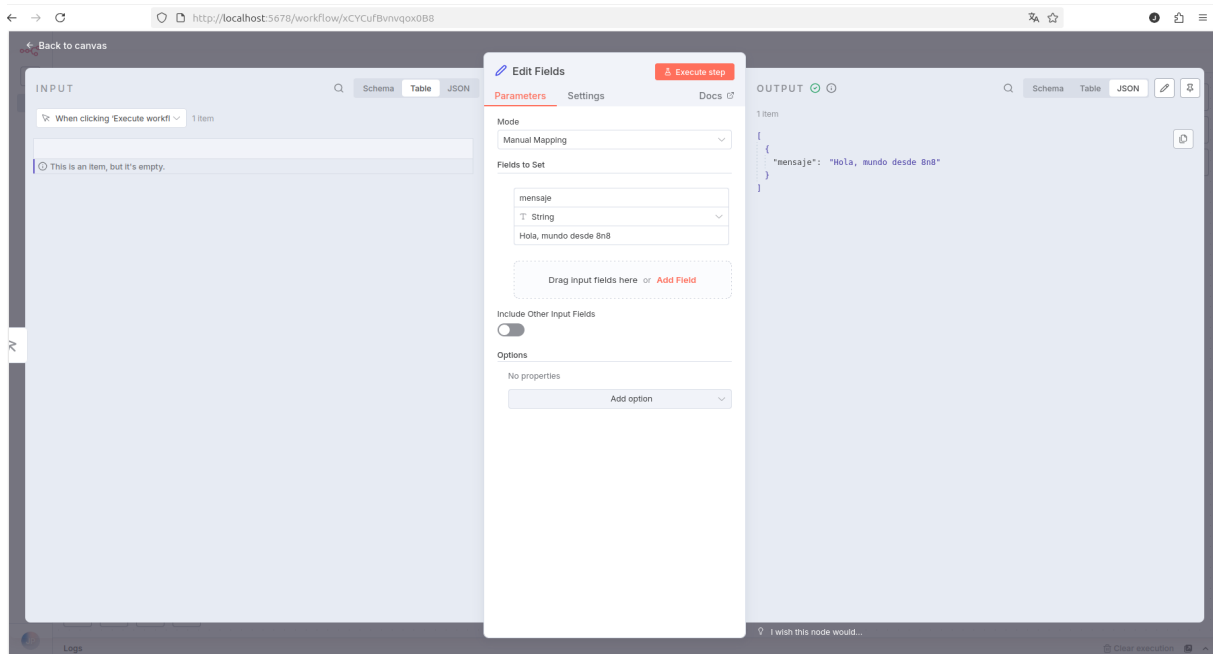 http://localhost:5678/workflow/xCYCufBvnvqox0B8
← Back to canvas
INPUT
Schema Table JSON
When clicking 'Execute workfl
1 item
This is an item, but it's empty.
Edit Fields
Execute step
Parameters Settings Docs
Mode
Manual Mapping
Fields to Set
mensaje
T String
Hola, mundo desde 8n8
Drag input fields here or Add Field
Include Other Input Fields
Options
No properties
Add option
OUTPUT
Schema Table JSON
1 item
[
{
"mensaje": "Hola, mundo desde 8n8"
}
]
I wish this node would...
Logs
Clear execution